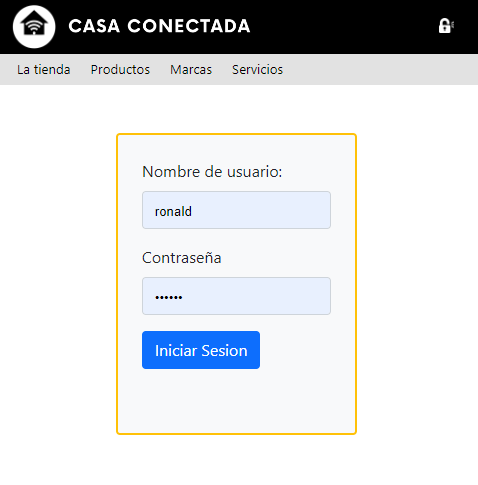 CASA CONECTADA
La tienda Productos Marcas Servicios
Nombre de usuario:
ronald
Contraseña
••••••
Iniciar Sesion